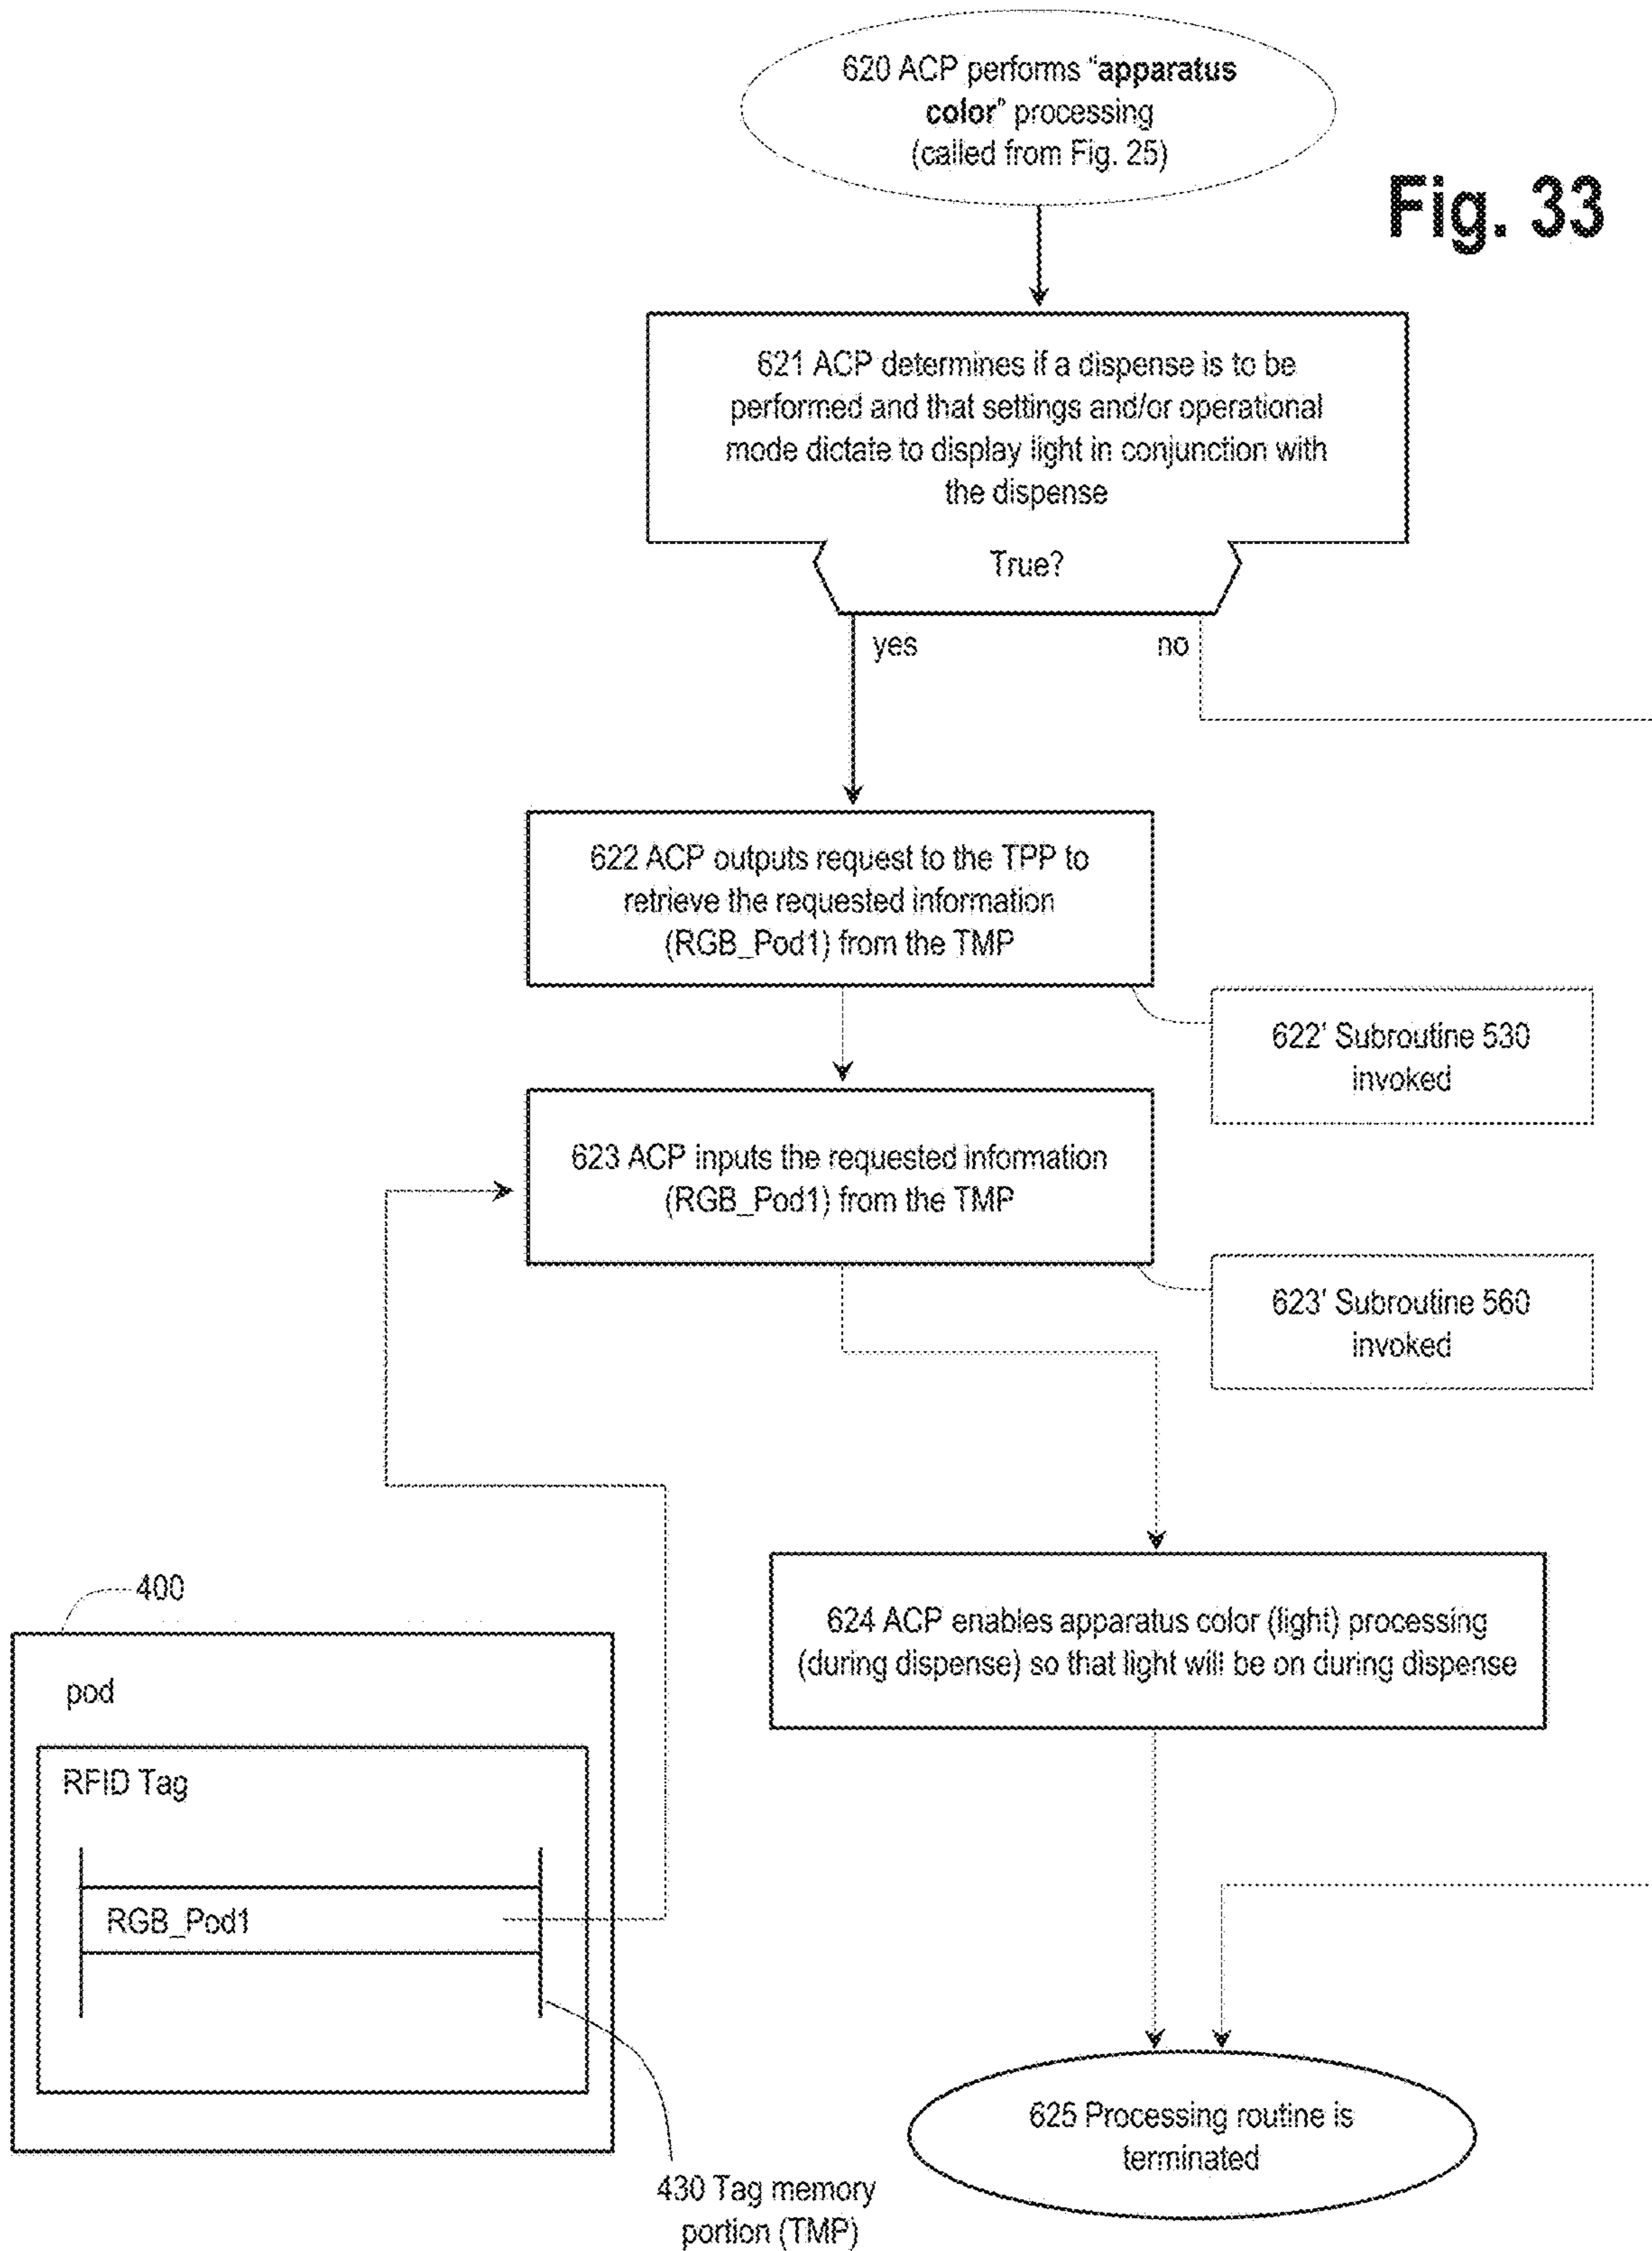 620 ACP performs "apparatus
color" processing
(called from Fig. 25)
Fig. 33
621 ACP determines if a dispense is to be
performed and that settings and/or operational
mode dictate to display light in conjunction with
the dispense
True?
yes
no
622 ACP outputs request to the TPP to
retrieve the requested information
(RGB_Pod1) from the TMP
622' Subroutine 530
invoked
623 ACP inputs the requested information
(RGB_Pod1) from the TMP
623' Subroutine 560
invoked
624 ACP enables apparatus color (light) processing
(during dispense) so that light will be on during dispense
400
pod
RFID Tag
RGB_Pod1
430 Tag memory
portion (TMP)
625 Processing routine is
terminated